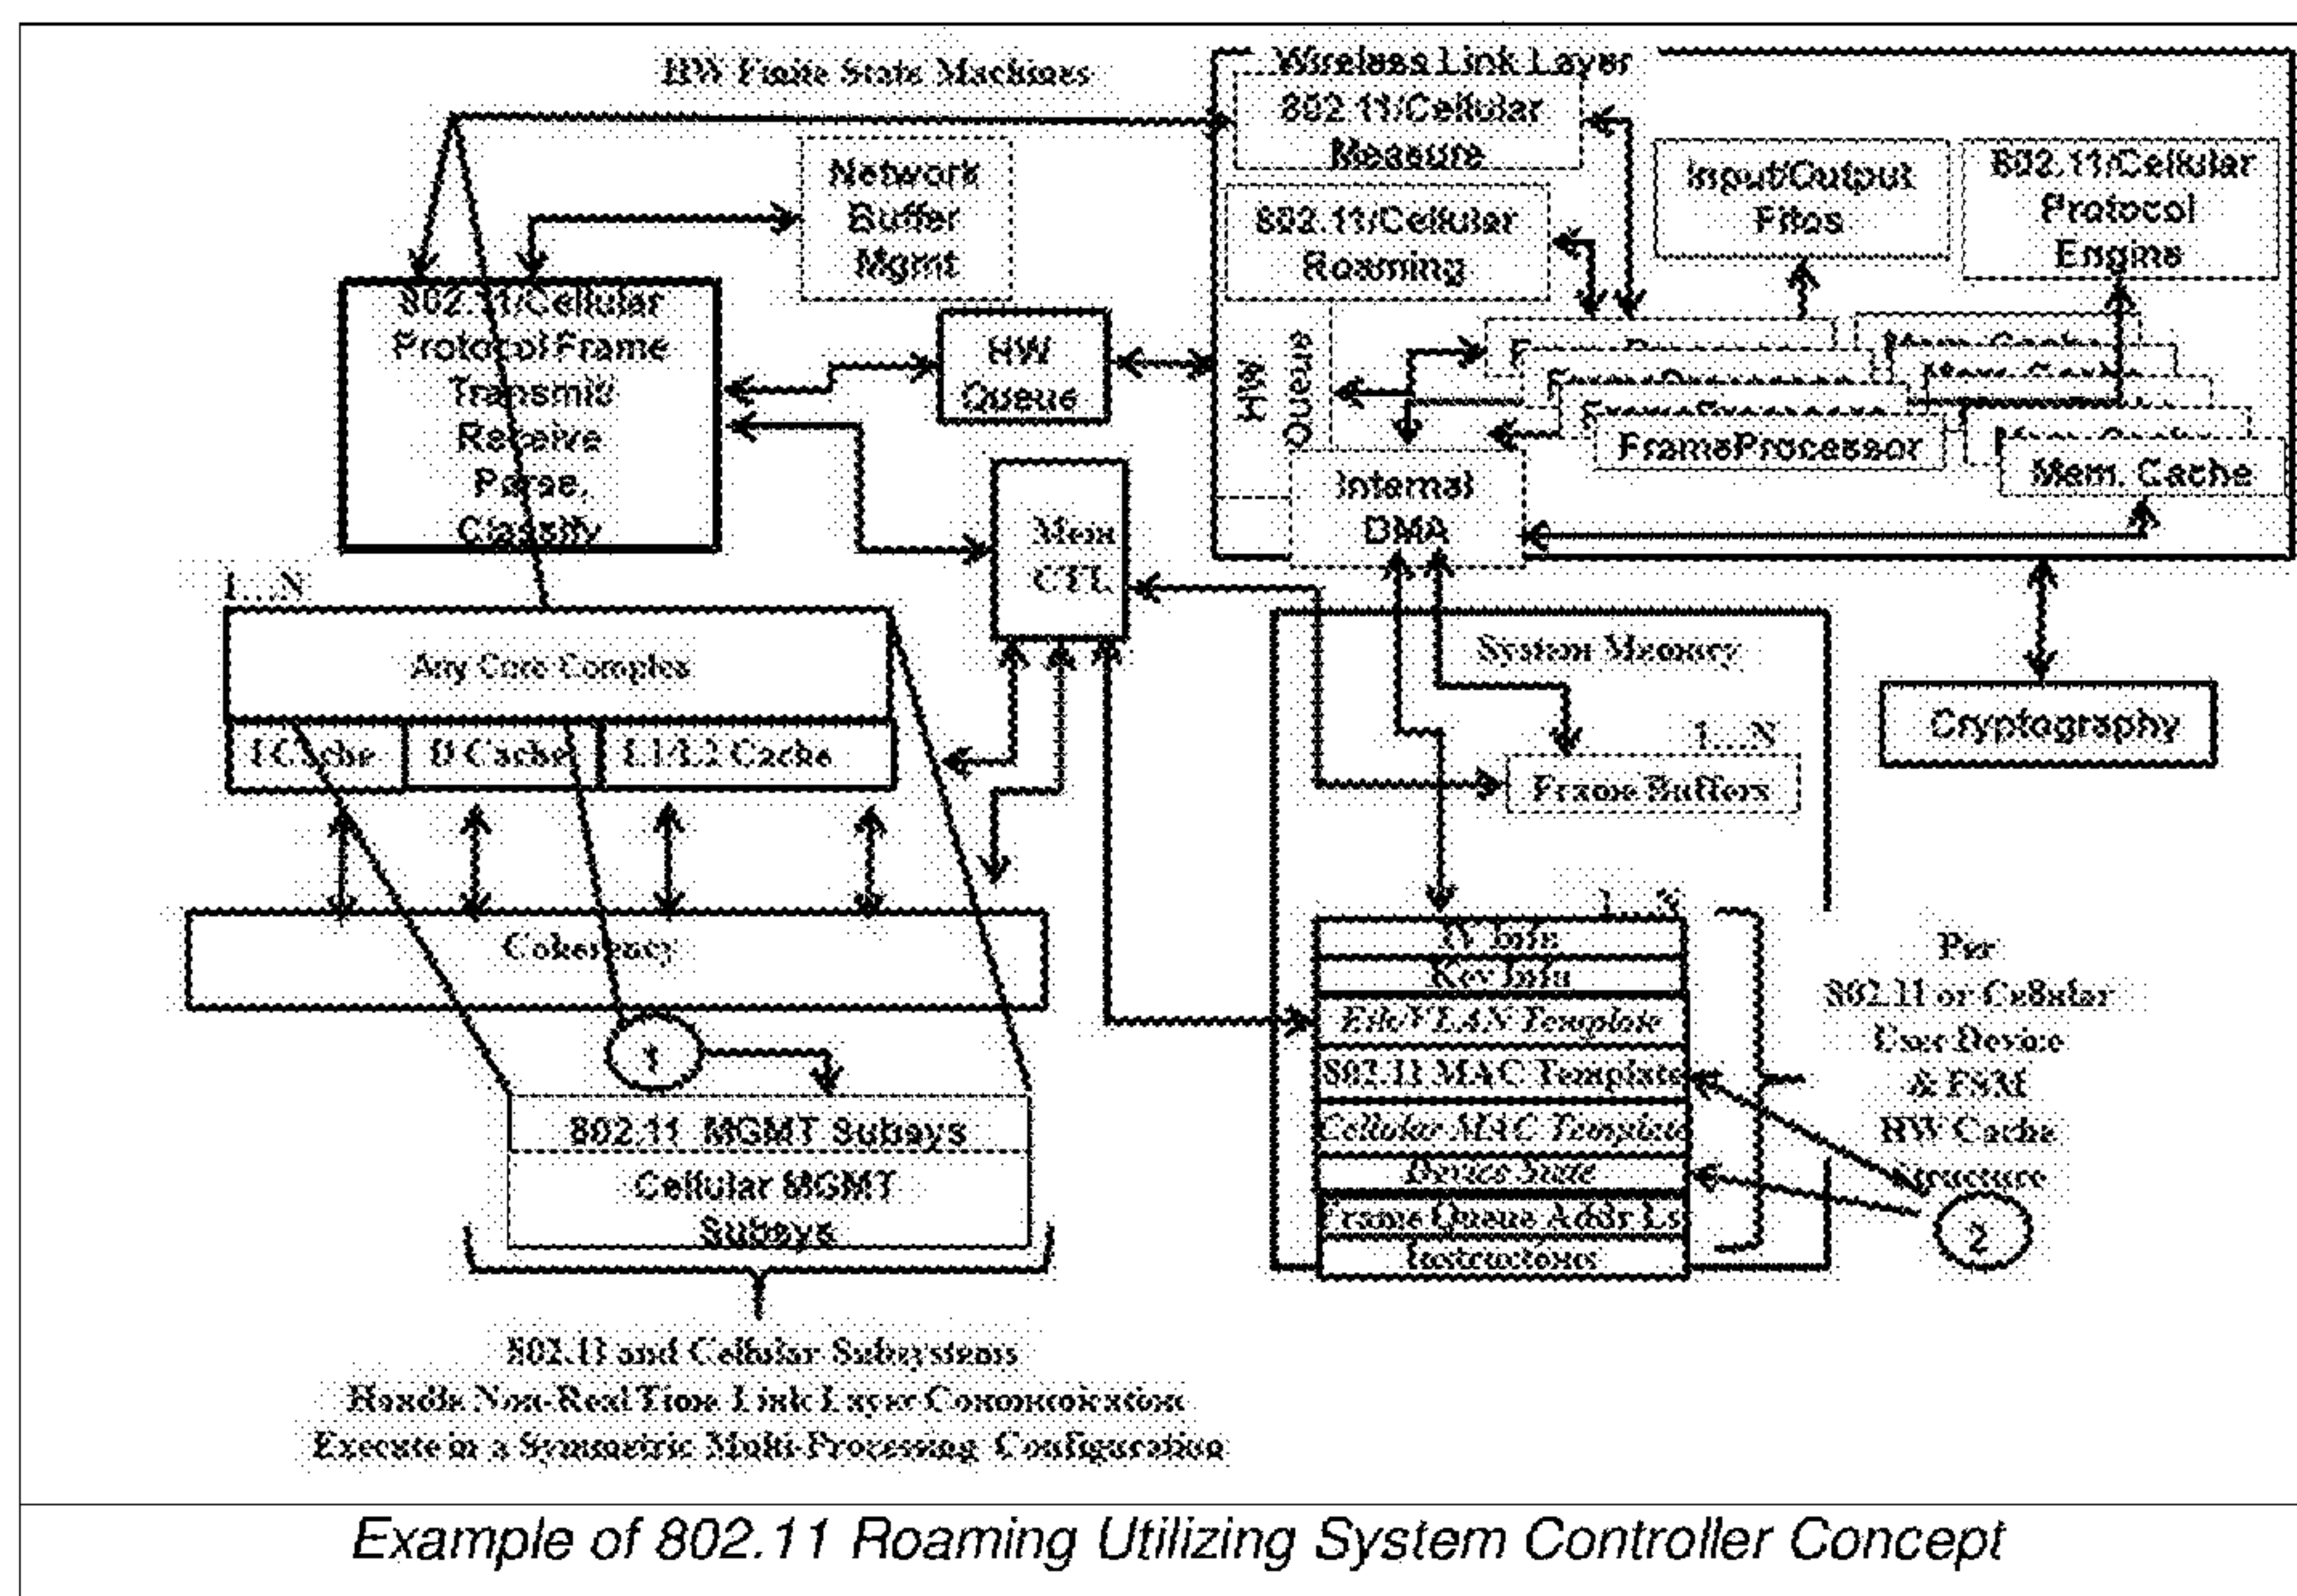 HW Finite State Machines
Wireless Link Layer
802.11/Cellular
Measure
Network
Buffer
Mgmt
802.11/Cellular
Roaming
Input/Output
Fifos
802.11/Cellular
Protocol
Engine
802.11/Cellular
Protocol Frame
Transmit/
Receive
Parse,
Classify
HW
Queue
HW
Queue
FrameProcessor
Mem. Cache
Internal
DMA
Mem
CTL
1...N
Any Core Complex
I Cache
D Cache
L1/L2 Cache
System Memory
1...N
Frame Buffers
Cryptography
Coherency
1
802.11 MGMT Subsys
Cellular MGMT
Subsys
1...N
IV Info
Key Info
Eth/VLAN Template
802.11 MAC Template
Cellular MAC Template
Device State
Frame Queue Addr Ls
Instructions
Per
802.11 or Cellular
User Device
& FSM
HW Cache
Structure
2
802.11 and Cellular Subsystems
Handle Non-Real Time Link Layer Communication
Execute in a Symmetric Multi-Processing Configuration
Example of 802.11 Roaming Utilizing System Controller Concept